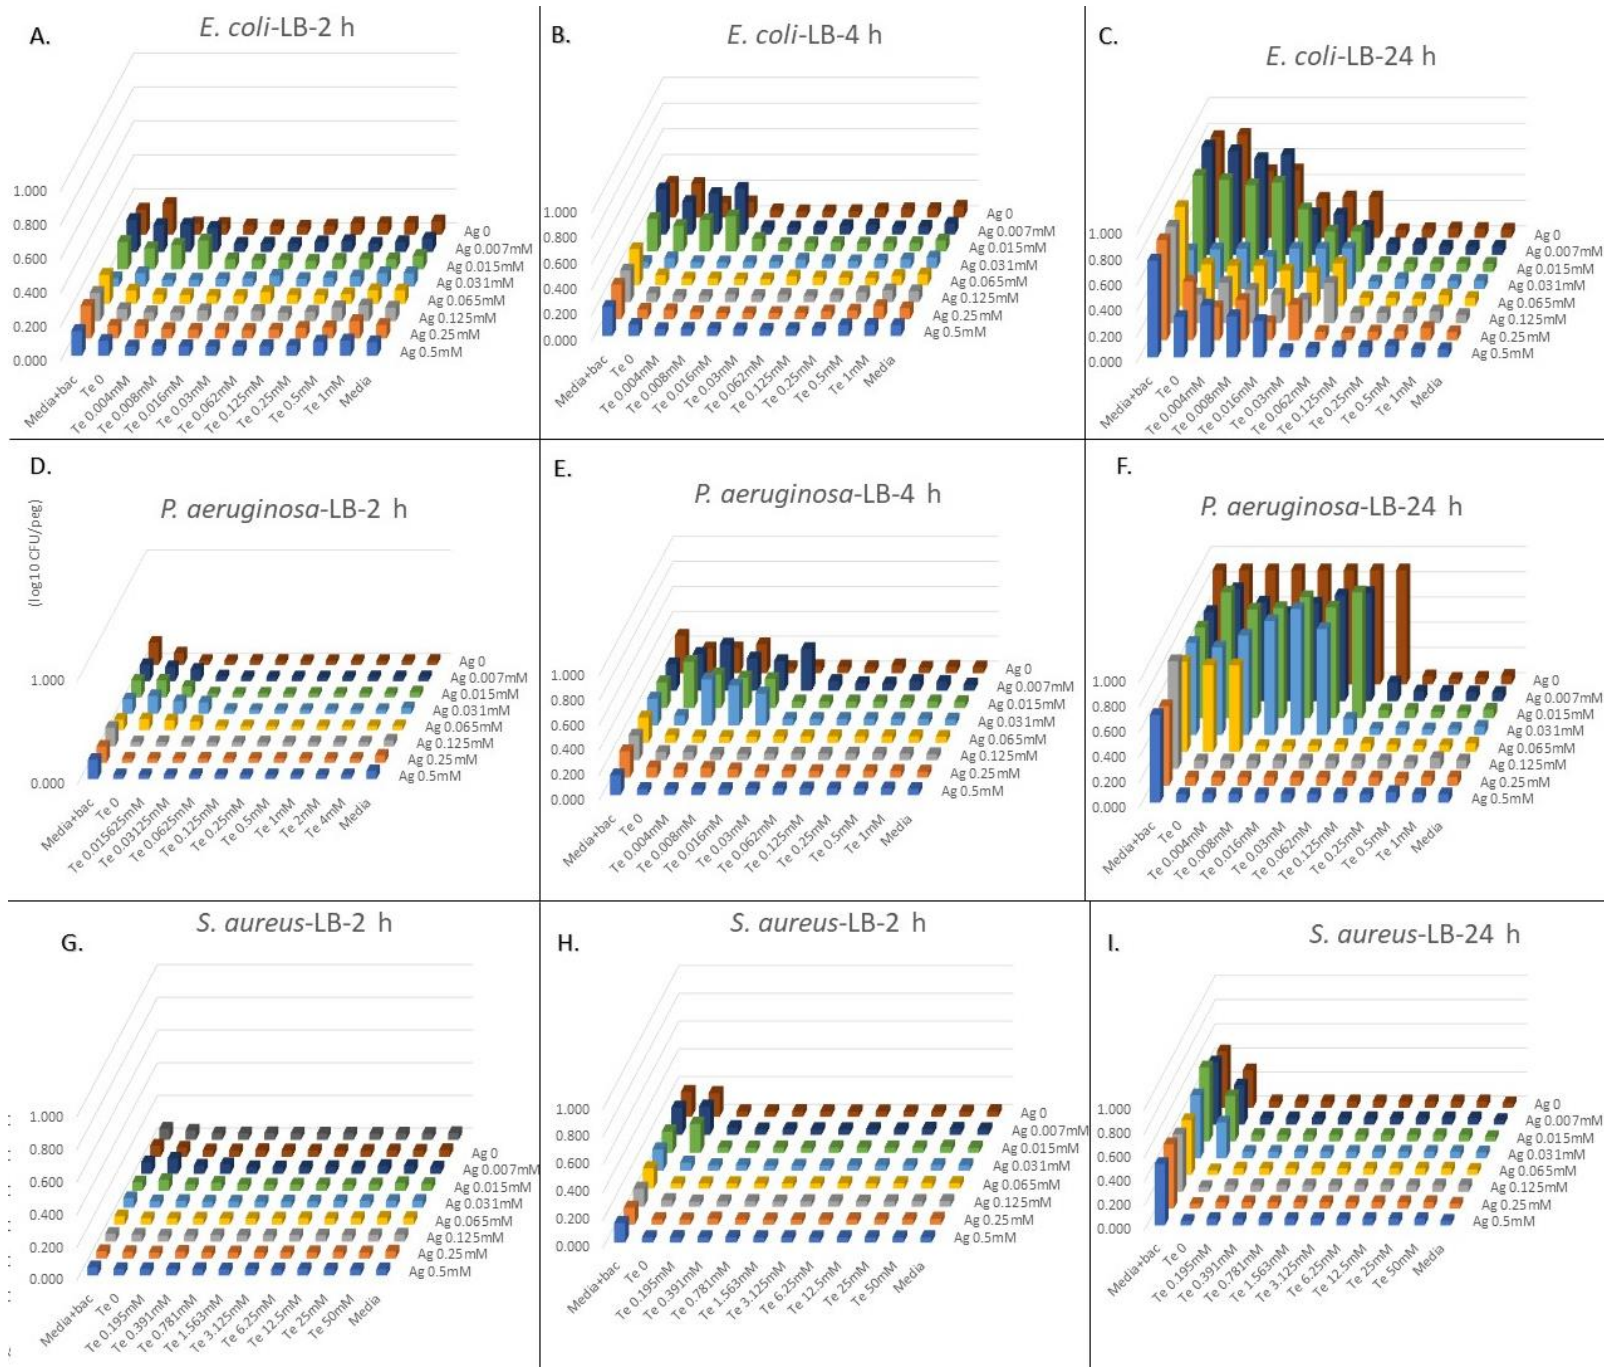 A.
E. coli-LB-2 h
1.000
0.800
0.600
0.400
0.200
0.000
Ag 0
Ag 0.007mM
Ag 0.015mM
Ag 0.031mM
Ag 0.065mM
Ag 0.125mM
Ag 0.25mM
Ag 0.5mM
Media+bac
Te 0
Te 0.004mM
Te 0.008mM
Te 0.016mM
Te 0.03mM
Te 0.062mM
Te 0.125mM
Te 0.25mM
Te 0.5mM
Te 1mM
Media
B.
E. coli-LB-4 h
1.000
0.800
0.600
0.400
0.200
0.000
Ag 0
Ag 0.007mM
Ag 0.015mM
Ag 0.031mM
Ag 0.065mM
Ag 0.125mM
Ag 0.25mM
Ag 0.5mM
Media+bac
Te 0
Te 0.004mM
Te 0.008mM
Te 0.016mM
Te 0.03mM
Te 0.062mM
Te 0.125mM
Te 0.25mM
Te 0.5mM
Te 1mM
Media
C.
E. coli-LB-24 h
1.000
0.800
0.600
0.400
0.200
0.000
Ag 0
Ag 0.007mM
Ag 0.015mM
Ag 0.031mM
Ag 0.065mM
Ag 0.125mM
Ag 0.25mM
Ag 0.5mM
Media+bac
Te 0
Te 0.004mM
Te 0.008mM
Te 0.016mM
Te 0.03mM
Te 0.062mM
Te 0.125mM
Te 0.25mM
Te 0.5mM
Te 1mM
Media
D.
P. aeruginosa-LB-2 h
(log10 CFU/peg)
1.000
0.000
Ag 0
Ag 0.007mM
Ag 0.015mM
Ag 0.031mM
Ag 0.065mM
Ag 0.125mM
Ag 0.25mM
Ag 0.5mM
Media+bac
Te 0
Te 0.015625mM
Te 0.03125mM
Te 0.0625mM
Te 0.125mM
Te 0.25mM
Te 0.5mM
Te 1mM
Te 2mM
Te 4mM
Media
E.
P. aeruginosa-LB-4 h
1.000
0.800
0.600
0.400
0.200
0.000
Ag 0
Ag 0.007mM
Ag 0.015mM
Ag 0.031mM
Ag 0.065mM
Ag 0.125mM
Ag 0.25mM
Ag 0.5mM
Media+bac
Te 0
Te 0.004mM
Te 0.008mM
Te 0.016mM
Te 0.03mM
Te 0.062mM
Te 0.125mM
Te 0.25mM
Te 0.5mM
Te 1mM
Media
F.
P. aeruginosa-LB-24 h
1.000
0.800
0.600
0.400
0.200
0.000
Ag 0
Ag 0.007mM
Ag 0.015mM
Ag 0.031mM
Ag 0.065mM
Ag 0.125mM
Ag 0.25mM
Ag 0.5mM
Media+bac
Te 0
Te 0.004mM
Te 0.008mM
Te 0.016mM
Te 0.03mM
Te 0.062mM
Te 0.125mM
Te 0.25mM
Te 0.5mM
Te 1mM
Media
G.
S. aureus-LB-2 h
1.000
0.800
0.600
0.400
0.200
0.000
Ag 0
Ag 0.007mM
Ag 0.015mM
Ag 0.031mM
Ag 0.065mM
Ag 0.125mM
Ag 0.25mM
Ag 0.5mM
Media+bac
Te 0
Te 0.195mM
Te 0.391mM
Te 0.781mM
Te 1.563mM
Te 3.125mM
Te 6.25mM
Te 12.5mM
Te 25mM
Te 50mM
Media
H.
S. aureus-LB-2 h
1.000
0.800
0.600
0.400
0.200
0.000
Ag 0
Ag 0.007mM
Ag 0.015mM
Ag 0.031mM
Ag 0.065mM
Ag 0.125mM
Ag 0.25mM
Ag 0.5mM
Media+bac
Te 0
Te 0.195mM
Te 0.391mM
Te 0.781mM
Te 1.563mM
Te 3.125mM
Te 6.25mM
Te 12.5mM
Te 25mM
Te 50mM
Media
I.
S. aureus-LB-24 h
1.000
0.800
0.600
0.400
0.200
0.000
Ag 0
Ag 0.007mM
Ag 0.015mM
Ag 0.031mM
Ag 0.065mM
Ag 0.125mM
Ag 0.25mM
Ag 0.5mM
Media+bac
Te 0
Te 0.195mM
Te 0.391mM
Te 0.781mM
Te 1.563mM
Te 3.125mM
Te 6.25mM
Te 12.5mM
Te 25mM
Te 50mM
Media